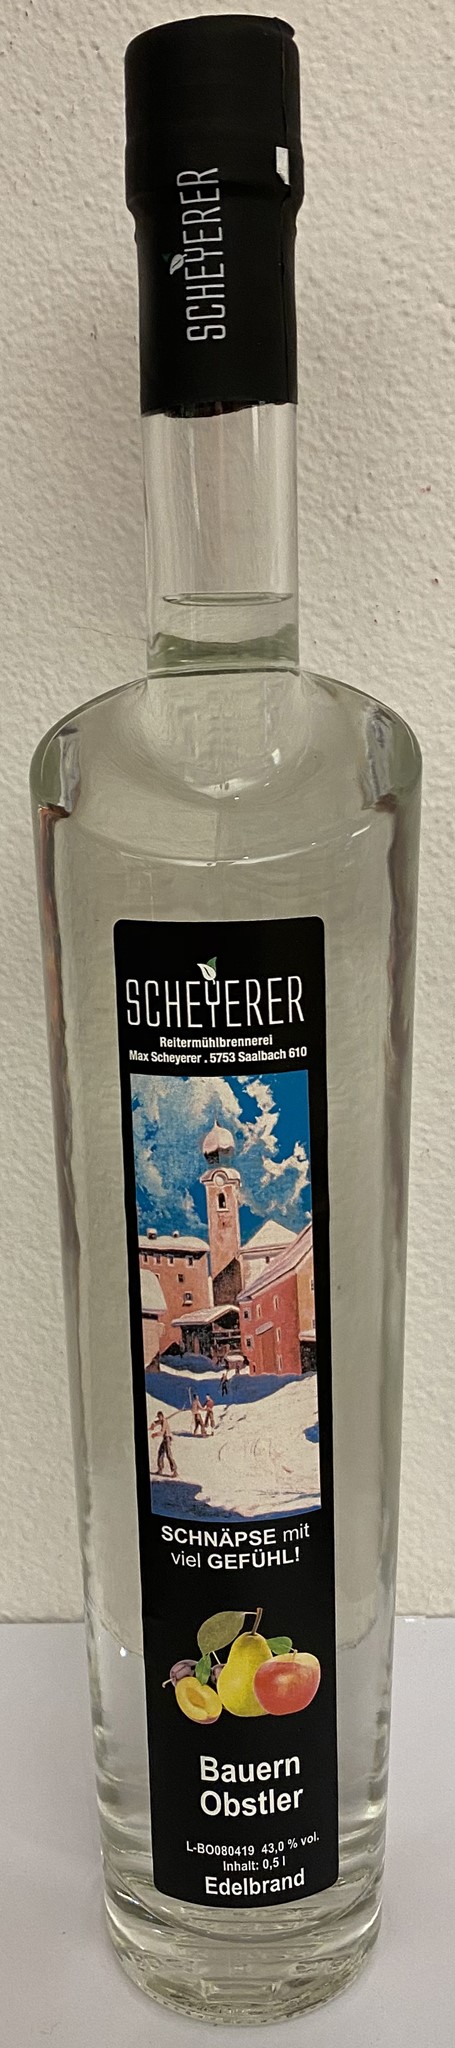 SCHEYERER
SCHEYERER
Reitermühlbrennerei
Max Scheyerer . 5753 Saalbach 610
SCHNÄPSE mit
viel GEFÜHL!
Bauern
Obstler
L-BO080419 43,0 % vol.
Inhalt: 0,5 l
Edelbrand